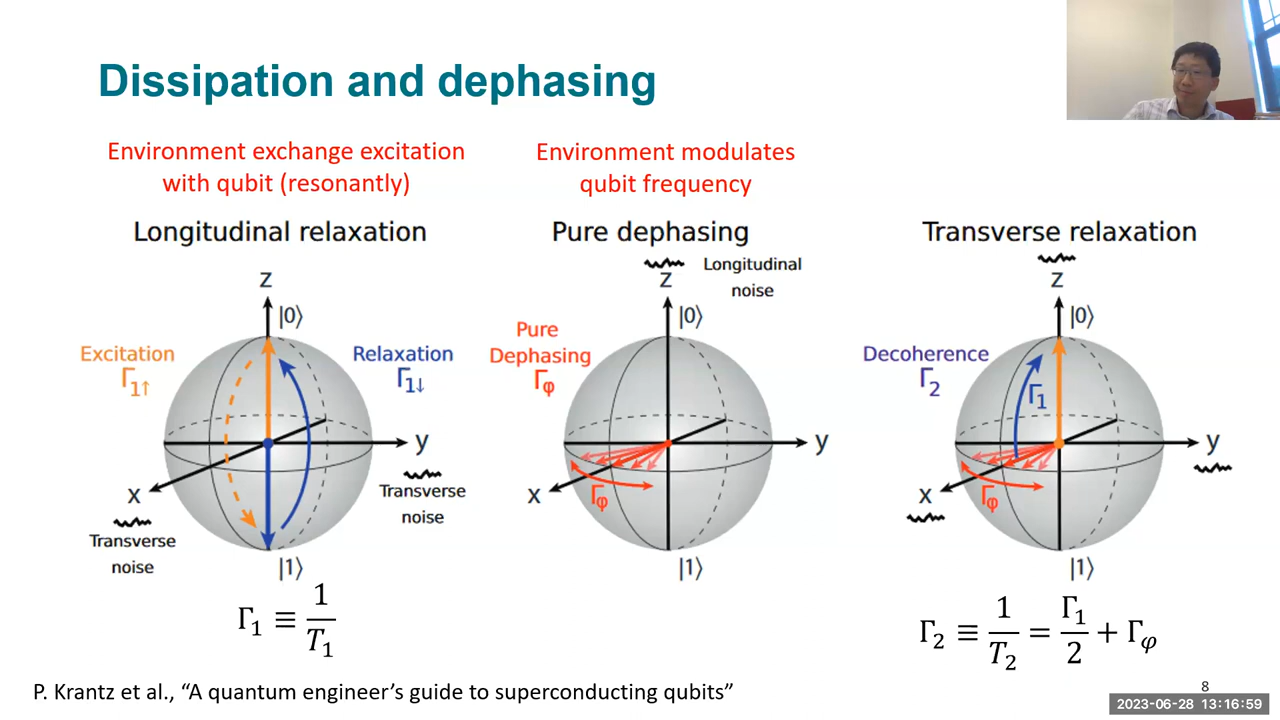 Dissipation and dephasing
Environment exchange excitation
with qubit (resonantly)
Environment modulates
qubit frequency
Longitudinal relaxation
Z
|0⟩
Excitation
Γ1↑
Relaxation
Γ1↓
y
Transverse
noise
x
Transverse
noise
|1⟩
Γ₁ ≡ 1/T₁
Pure dephasing
Z
Longitudinal
noise
|0⟩
Pure
Dephasing
Γφ
y
x
Γφ
|1⟩
Transverse relaxation
Z
|0⟩
Decoherence
Γ2
Γ1
y
x
Γφ
|1⟩
Γ₂ ≡ 1/T₂ = Γ₁/2 + Γφ
P. Krantz et al., “A quantum engineer’s guide to superconducting qubits”
8
2023-06-28 13:16:59